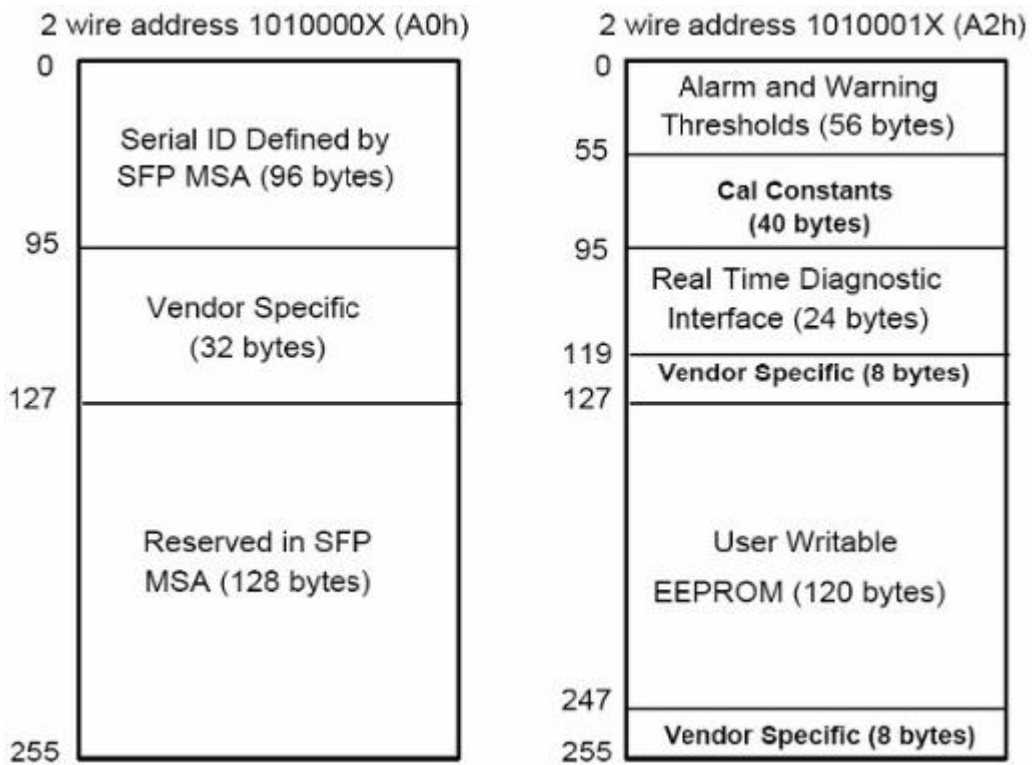 2 wire address 1010000X (A0h)
0
Serial ID Defined by
SFP MSA (96 bytes)
95
Vendor Specific
(32 bytes)
127
Reserved in SFP
MSA (128 bytes)
255
2 wire address 1010001X (A2h)
0
Alarm and Warning
Thresholds (56 bytes)
55
Cal Constants
(40 bytes)
95
Real Time Diagnostic
Interface (24 bytes)
119
Vendor Specific (8 bytes)
127
User Writable
EEPROM (120 bytes)
247
Vendor Specific (8 bytes)
255